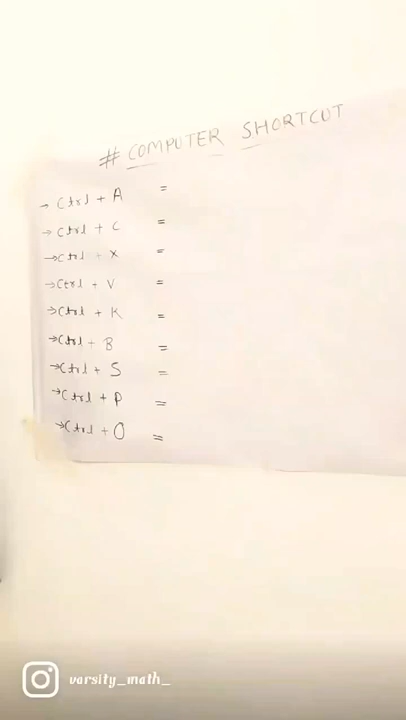 # COMPUTER SHORTCUT
→ Ctrl + A =
→ Ctrl + C =
→ Ctrl + X =
→ Ctrl + V =
→ Ctrl + K =
→ Ctrl + B =
→ Ctrl + S =
→ Ctrl + P =
→ Ctrl + O =
varsity_math_